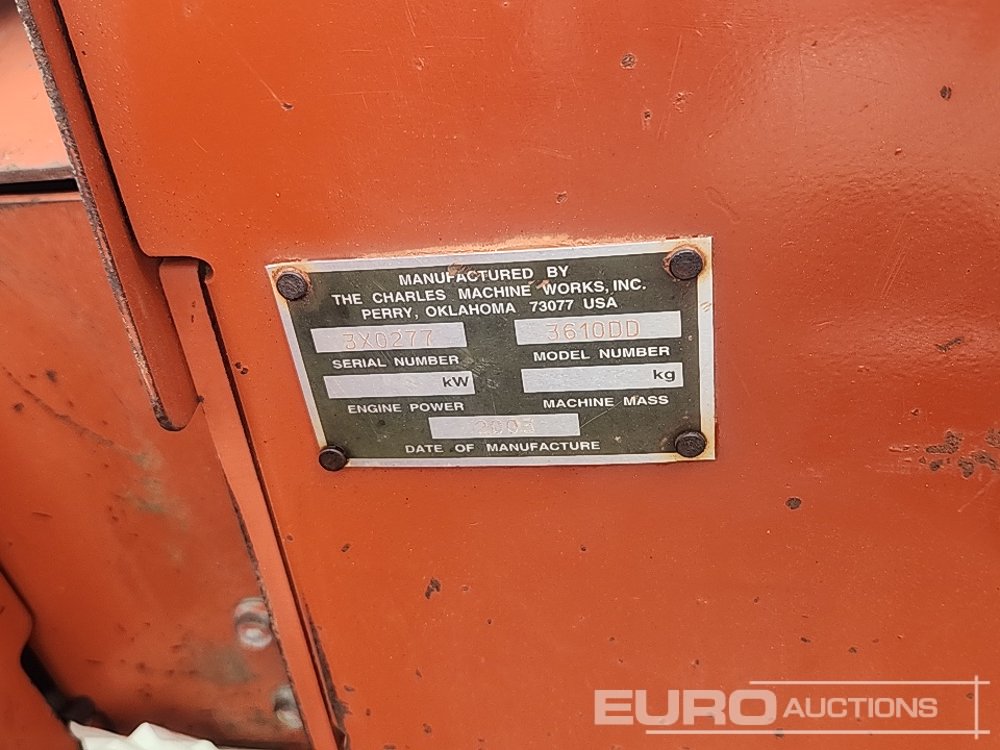 MANUFACTURED BY
THE CHARLES MACHINE WORKS, INC.
PERRY, OKLAHOMA 73077 USA
3X0277 3610DD
SERIAL NUMBER MODEL NUMBER
kW kg
ENGINE POWER MACHINE MASS
DATE OF MANUFACTURE
EURO AUCTIONS